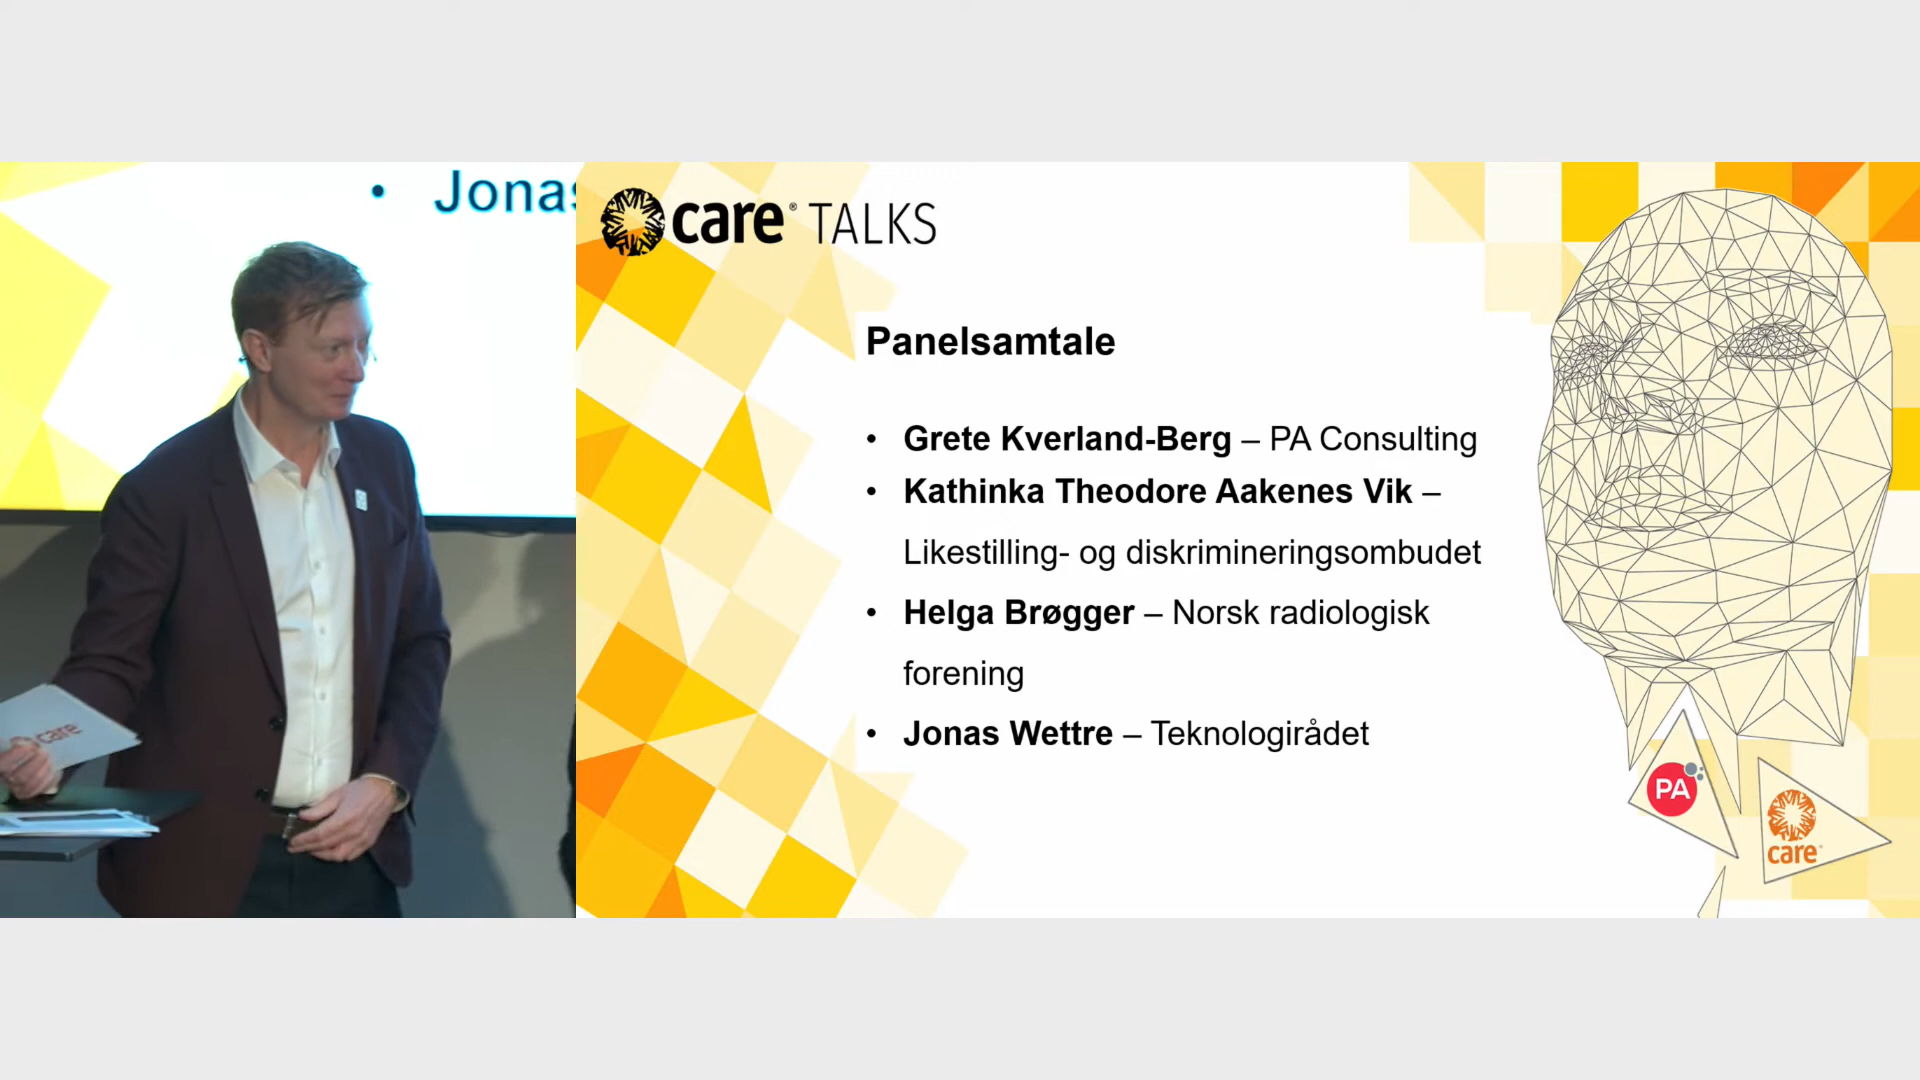 • Jonas
care
care® TALKS
Panelsamtale
• Grete Kverland-Berg – PA Consulting
• Kathinka Theodore Aakenes Vik –
Likestilling- og diskrimineringsombudet
• Helga Brøgger – Norsk radiologisk
forening
• Jonas Wettre – Teknologirådet
PA
care®